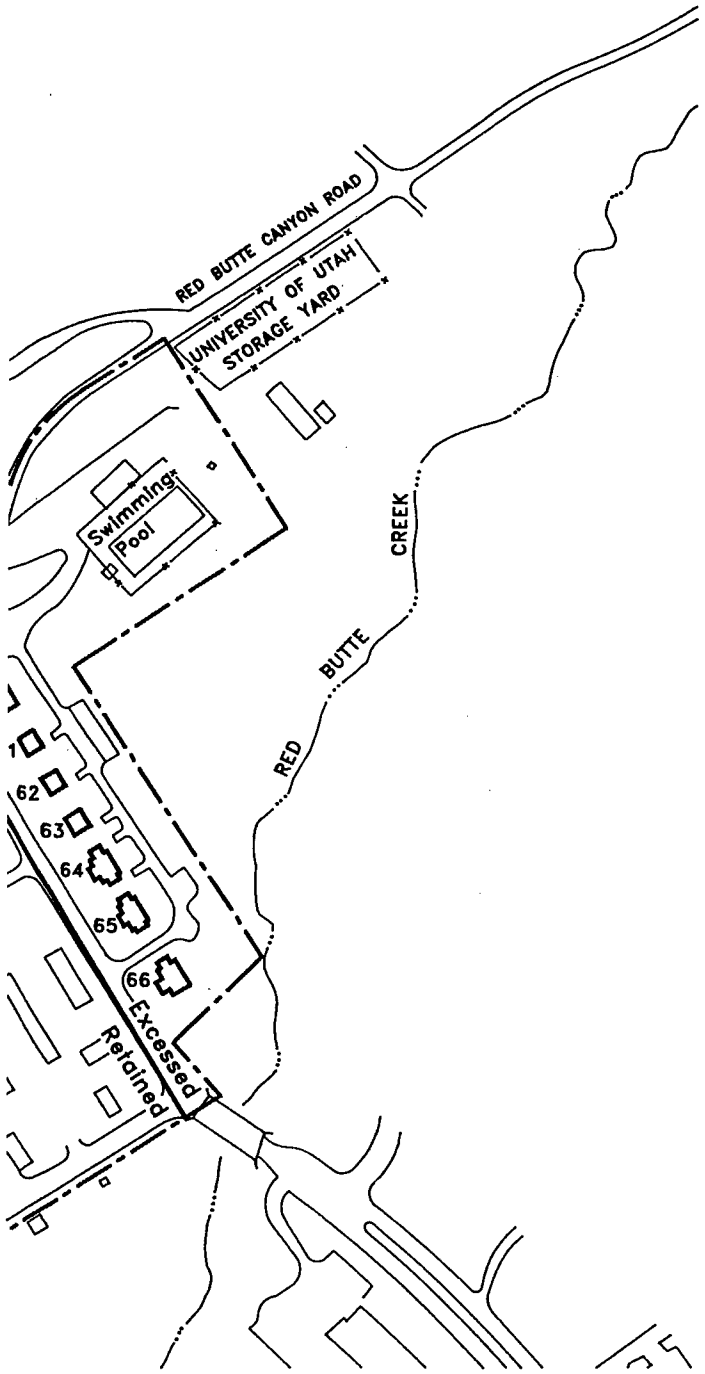 RED BUTTE CANYON ROAD
UNIVERSITY OF UTAH
STORAGE YARD
Swimming
Pool
CREEK
BUTTE
RED
62
63
64
65
66
Excessed
Retained